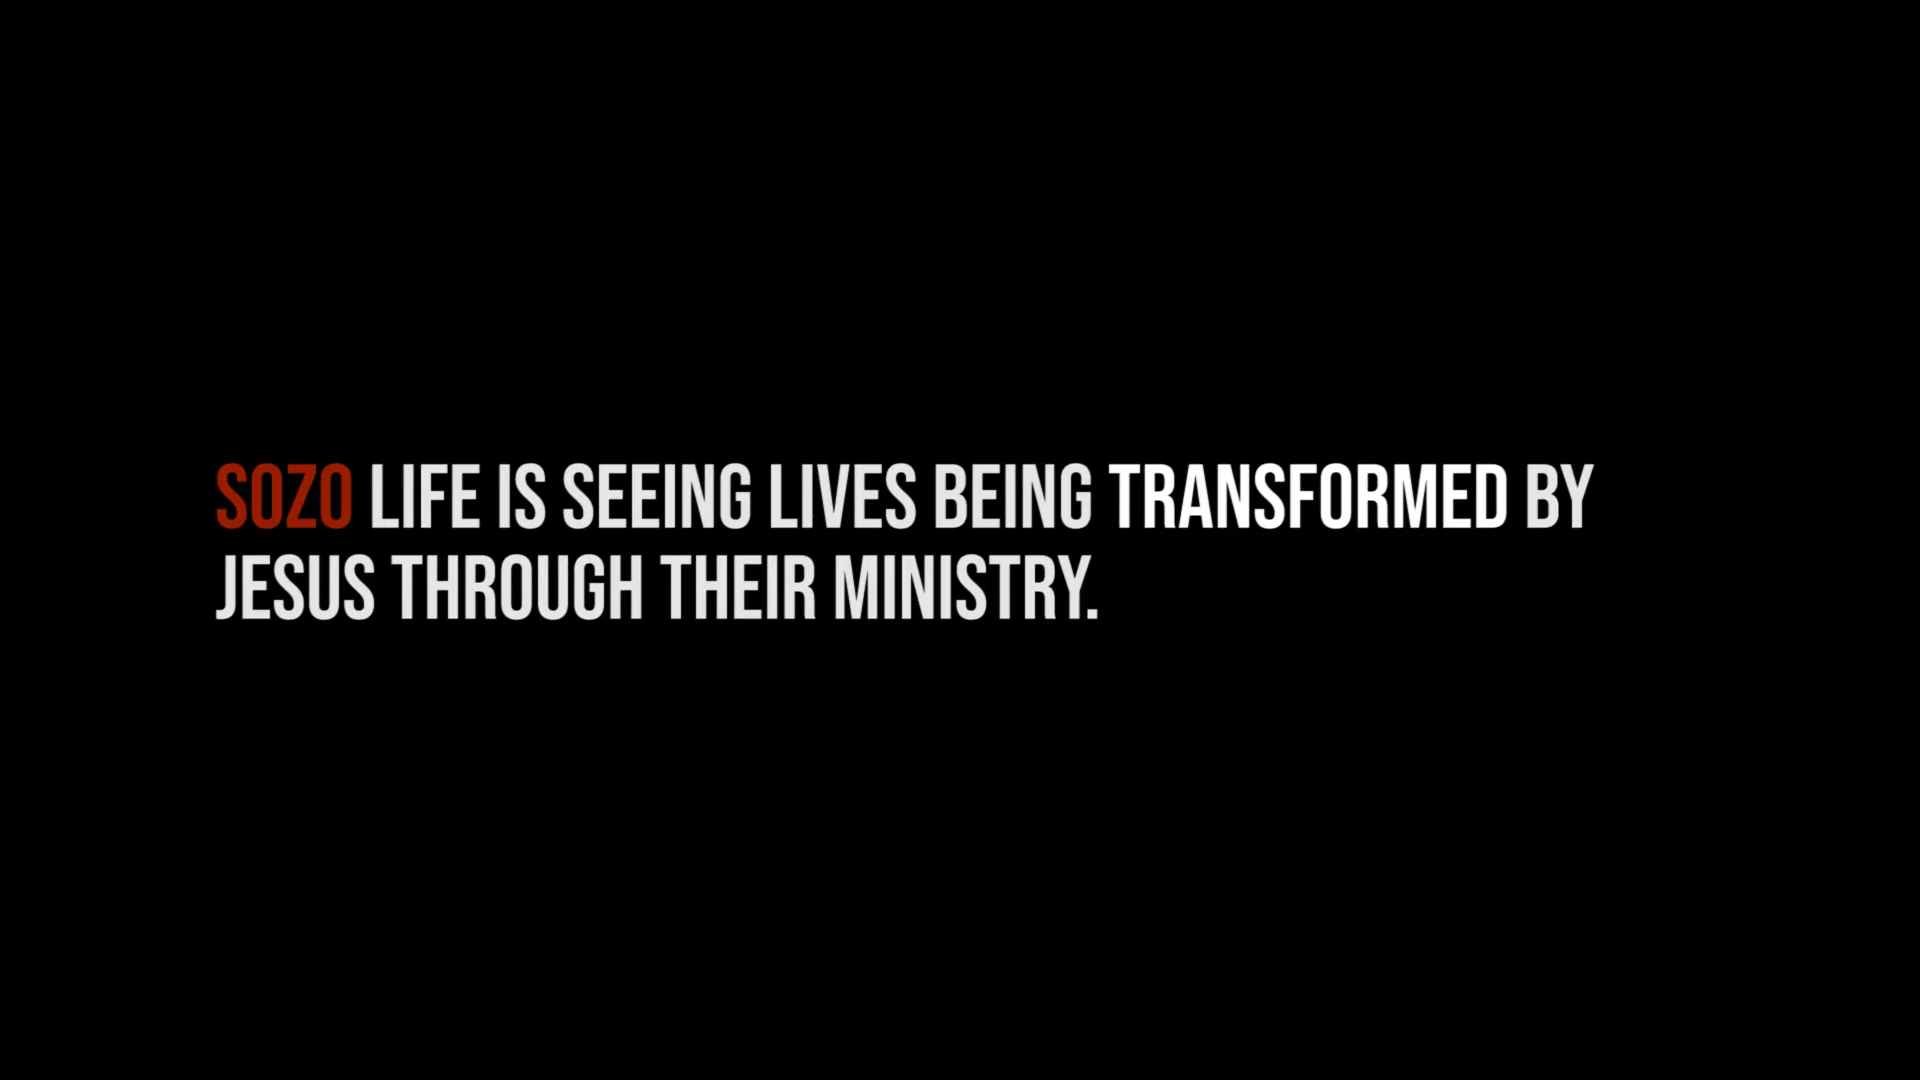 SOZO LIFE IS SEEING LIVES BEING TRANSFORMED BY
JESUS THROUGH THEIR MINISTRY.